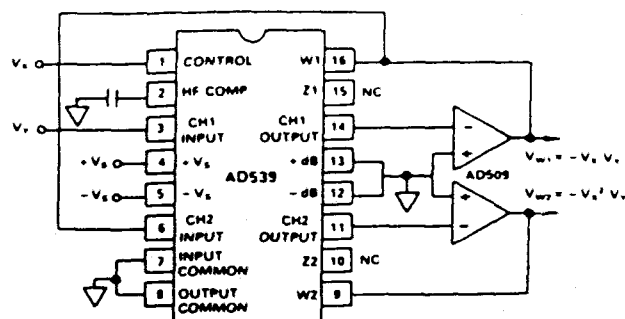 Vx
1 CONTROL
W1 16
2 HF COMP
Z1 15 NC
VY
3 CH1 INPUT
CH1 OUTPUT 14
+VS 4 +VS
+dB 13
AD539
AD509
-VS 5 -VS
-dB 12
6 CH2 INPUT
CH2 OUTPUT 11
7 INPUT COMMON
Z2 10 NC
8 OUTPUT COMMON
W2 9
- +
+ -
VW1 = -VX VY
VW2 = -VX² VY